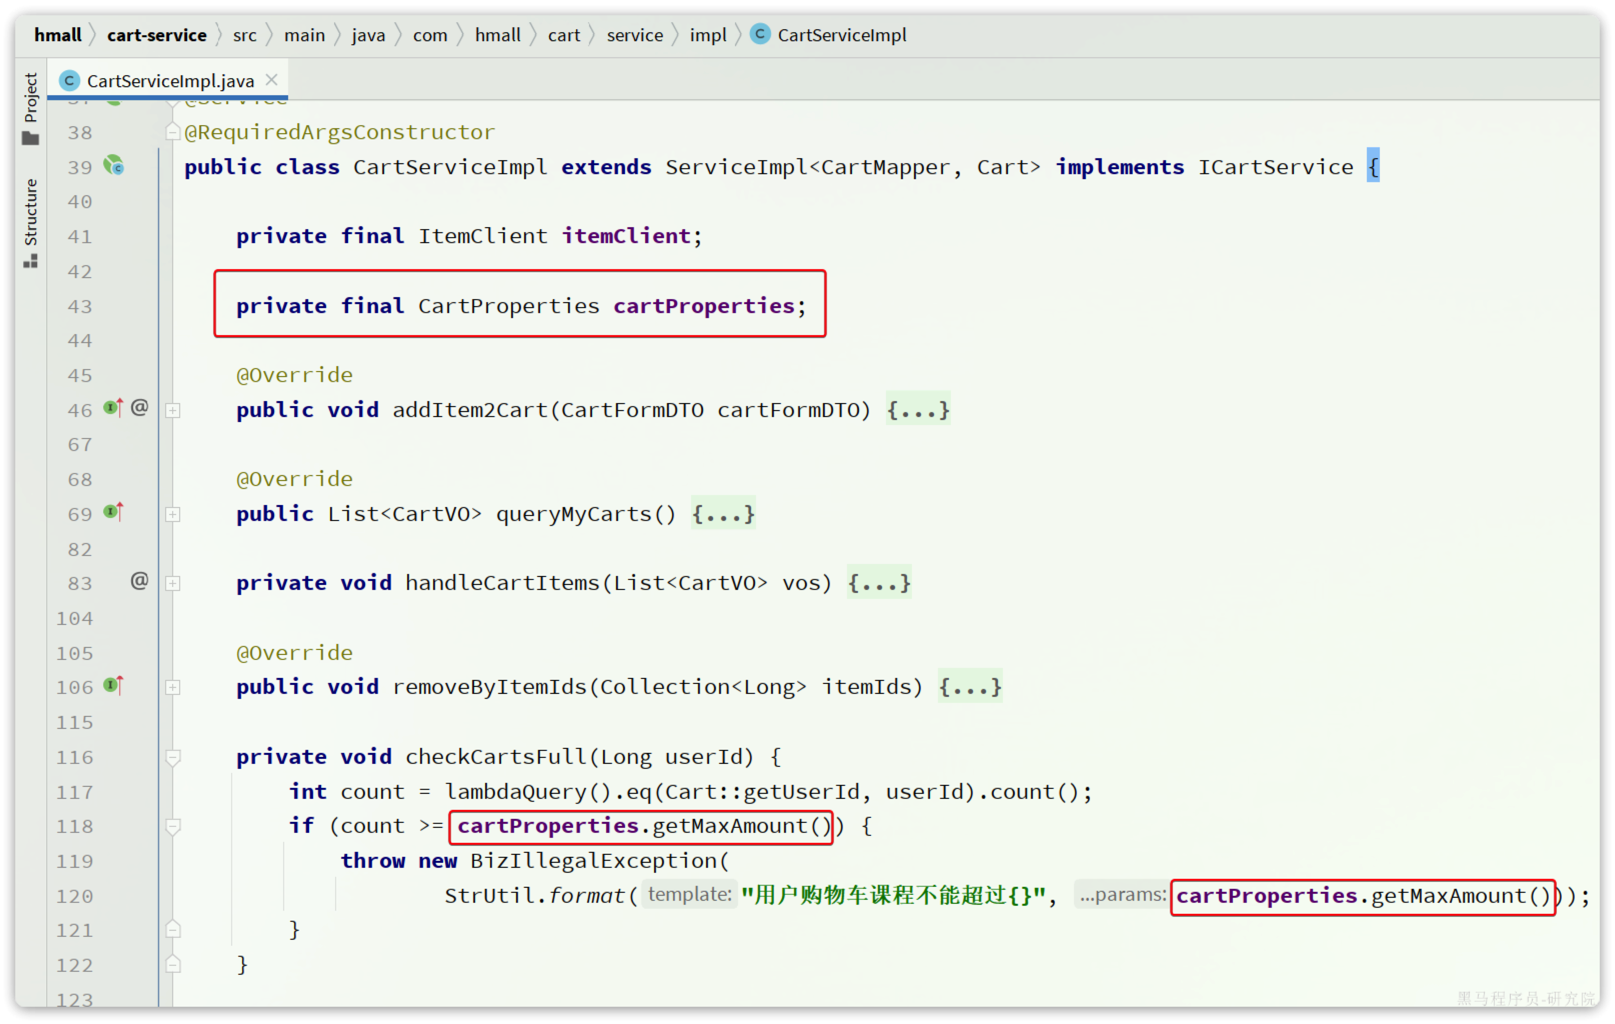 hmall cart-service src main java com hmall cart service impl CartServiceImpl
CartServiceImpl.java
Project
Structure
37 @Service
38 @RequiredArgsConstructor
39 public class CartServiceImpl extends ServiceImpl<CartMapper, Cart> implements ICartService {
40
41 private final ItemClient itemClient;
42
43 private final CartProperties cartProperties;
44
45 @Override
46 public void addItem2Cart(CartFormDTO cartFormDTO) {...}
67
68 @Override
69 public List<CartVO> queryMyCarts() {...}
82
83 private void handleCartItems(List<CartVO> vos) {...}
104
105 @Override
106 public void removeByItemIds(Collection<Long> itemIds) {...}
115
116 private void checkCartsFull(Long userId) {
117 int count = lambdaQuery().eq(Cart::getUserId, userId).count();
118 if (count >= cartProperties.getMaxAmount()) {
119 throw new BizIllegalException(
120 StrUtil.format( template: "用户购物车课程不能超过{}", ...params: cartProperties.getMaxAmount()));
121 }
122 }
123
黑马程序员-研究院